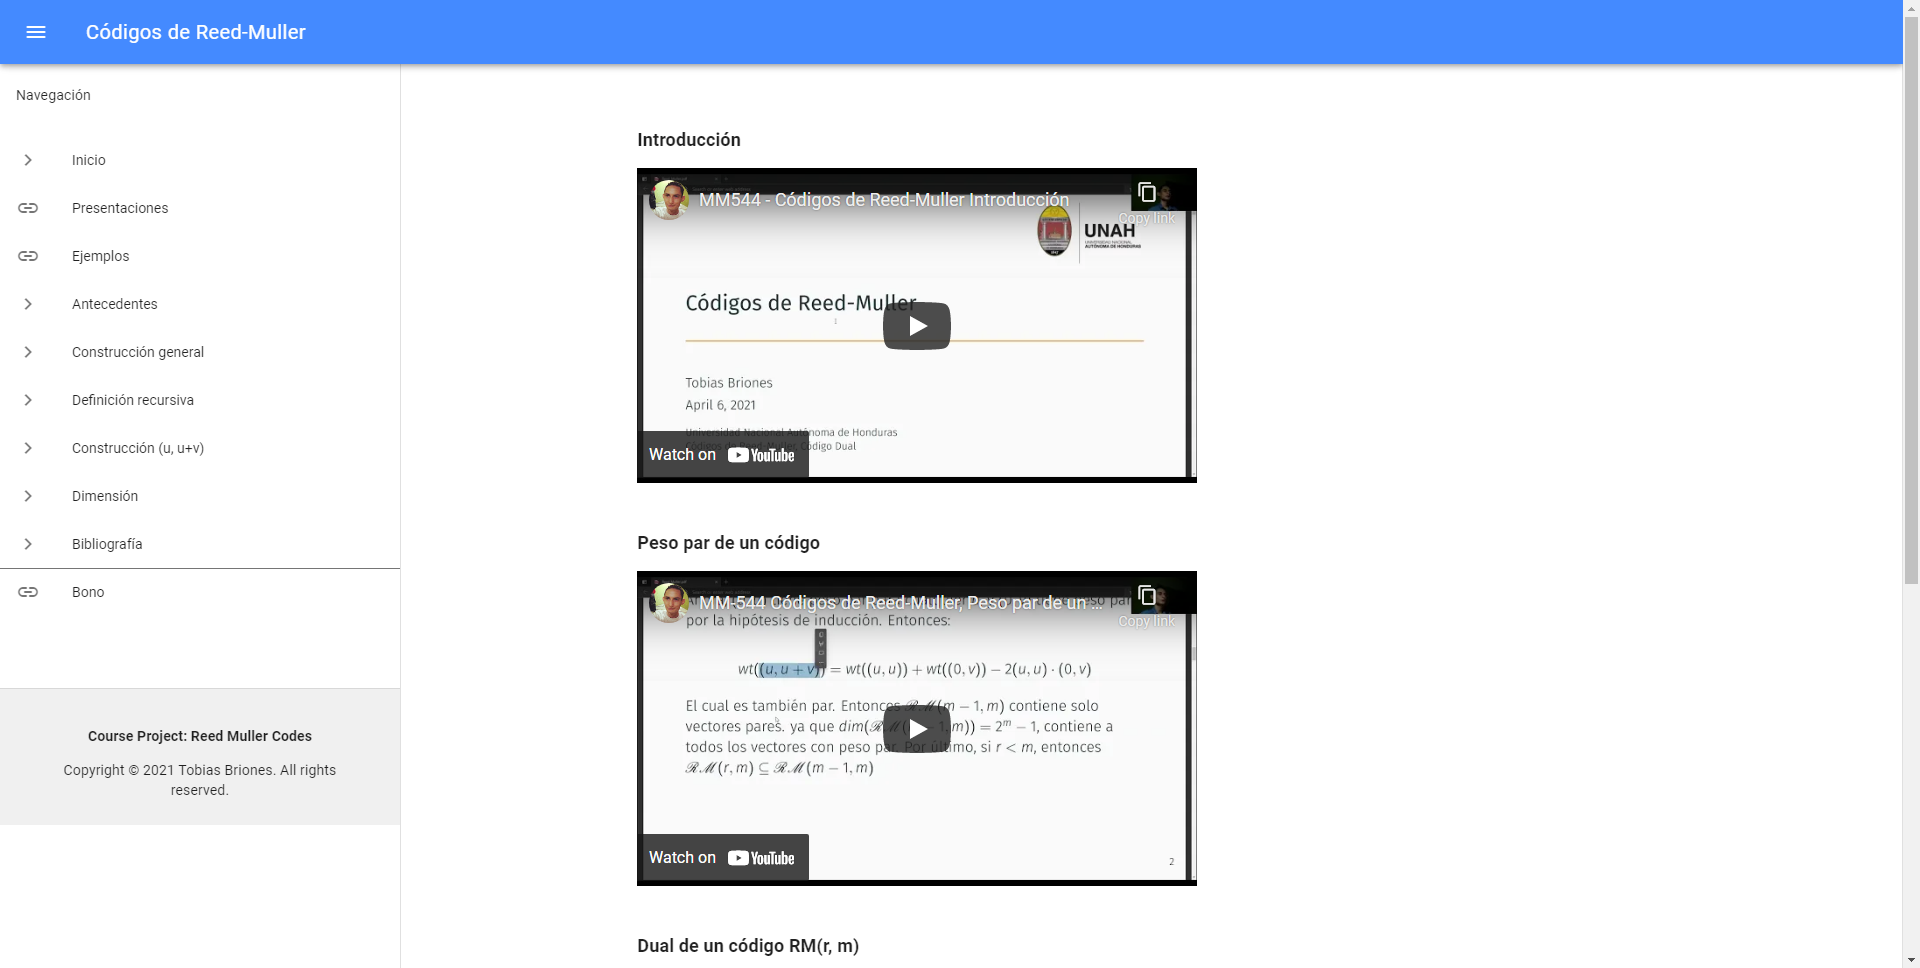 Códigos de Reed-Muller
Navegación
Inicio
Presentaciones
Ejemplos
Antecedentes
Construcción general
Definición recursiva
Construcción (u, u+v)
Dimensión
Bibliografía
Bono
Course Project: Reed Muller Codes
Copyright © 2021 Tobias Briones. All rights
reserved.
Introducción
MM544 - Códigos de Reed-Muller Introducción
Copy link
UNAH
UNIVERSIDAD NACIONAL
AUTÓNOMA DE HONDURAS
Códigos de Reed-Muller
1
Tobias Briones
April 6, 2021
Universidad Nacional Autónoma de Honduras
Códigos de Reed-Muller, Código Dual
Watch on YouTube
Peso par de un código
MM-544 Códigos de Reed-Muller, Peso par de un ...
Copy link
por la hipótesis de inducción. Entonces:
wt((u, u + v)) = wt((u, u)) + wt((0, v)) − 2(u, u) · (0, v)
El cual es también par. Entonces ℛℳ(m − 1, m) contiene solo
vectores pares. ya que dim(ℛℳ(m − 1, m)) = 2^m − 1, contiene a
todos los vectores con peso par. Por último, si r < m, entonces
ℛℳ(r, m) ⊆ ℛℳ(m − 1, m)
Watch on YouTube
2
Dual de un código RM(r, m)